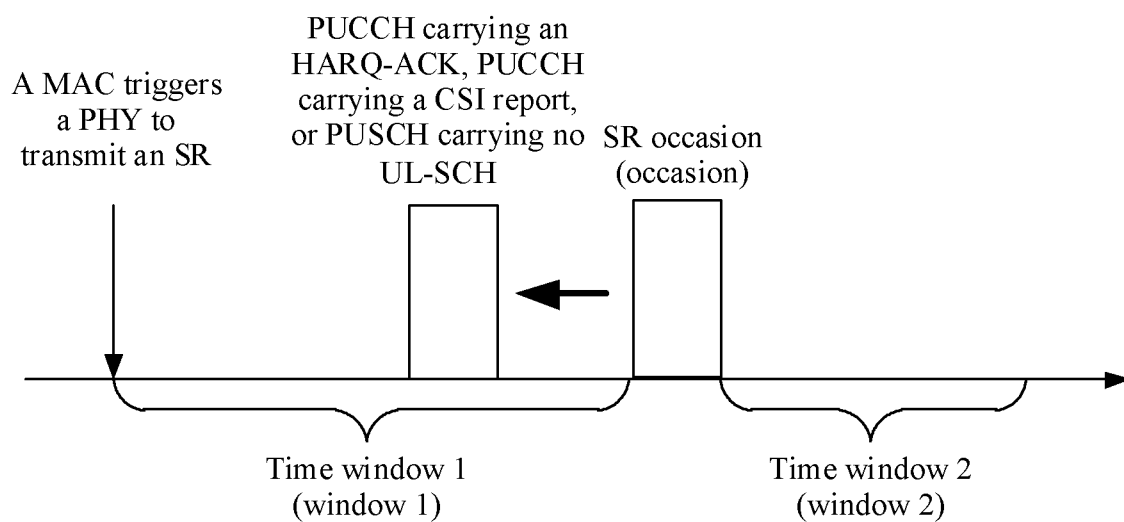 A MAC triggers
a PHY to
transmit an SR
PUCCH carrying an
HARQ-ACK, PUCCH
carrying a CSI report,
or PUSCH carrying no
UL-SCH
SR occasion
(occasion)
Time window 1
(window 1)
Time window 2
(window 2)